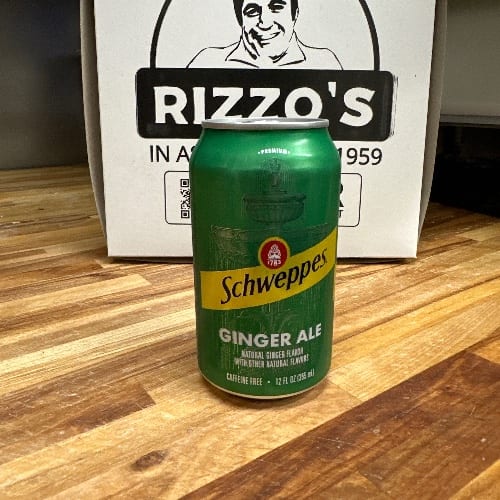 RIZZO'S
IN AS 1959
PREMIUM
1783
Schweppes
GINGER ALE
NATURAL GINGER FLAVOR
WITH OTHER NATURAL FLAVORS
CAFFEINE FREE • 12 FL OZ (355 mL)